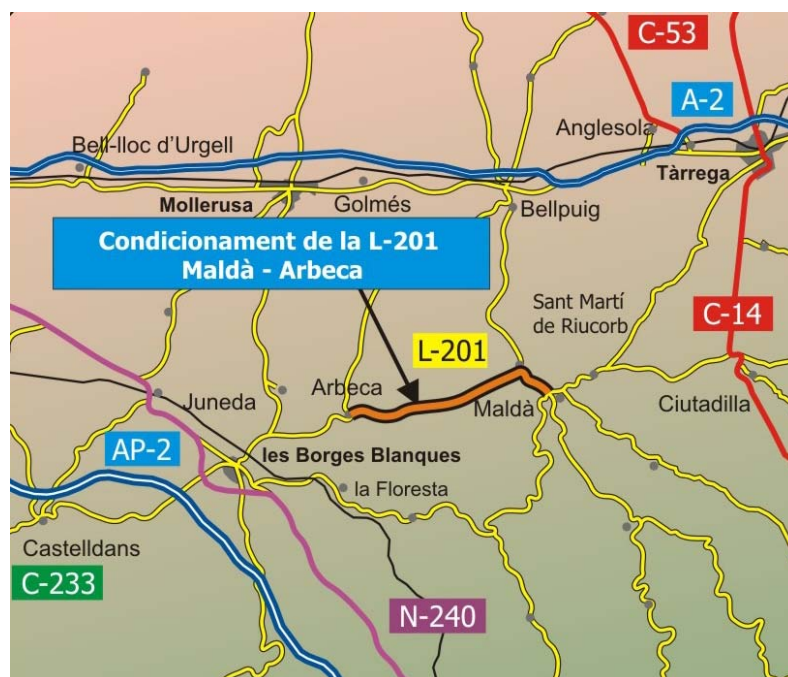 C-53
A-2
Anglesola
Bell-lloc d'Urgell
Tàrrega
Mollerusa
Golmés
Bellpuig
Condicionament de la L-201
Maldà - Arbeca
Sant Martí
de Riucorb
C-14
L-201
Arbeca
Juneda
Maldà
Ciutadilla
AP-2
les Borges Blanques
la Floresta
Castelldans
C-233
N-240